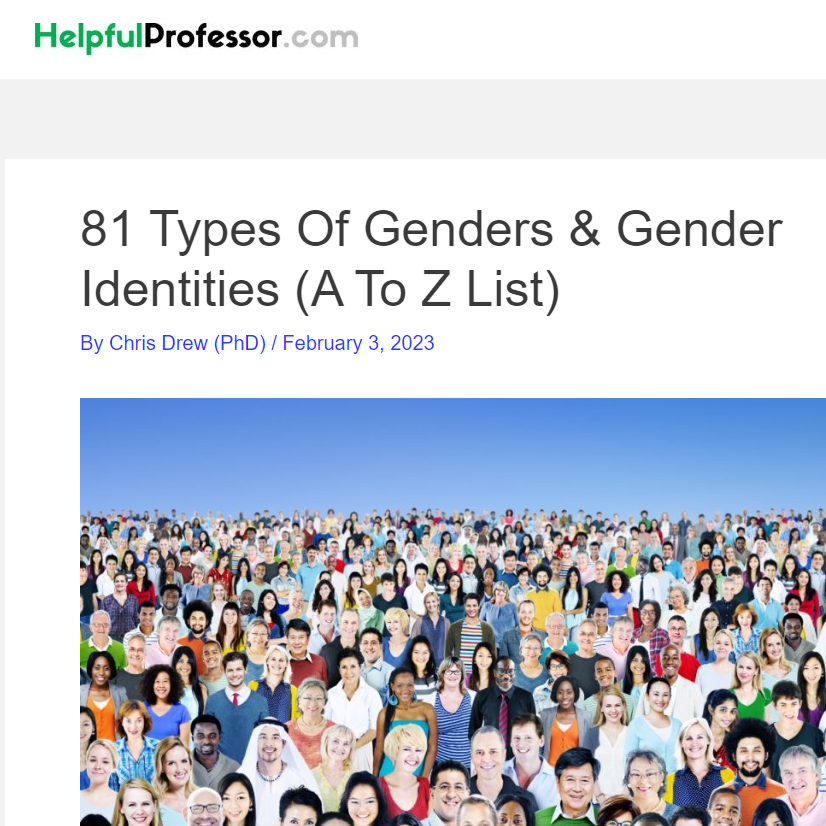 HelpfulProfessor.com
81 Types Of Genders & Gender
Identities (A To Z List)
By Chris Drew (PhD) / February 3, 2023